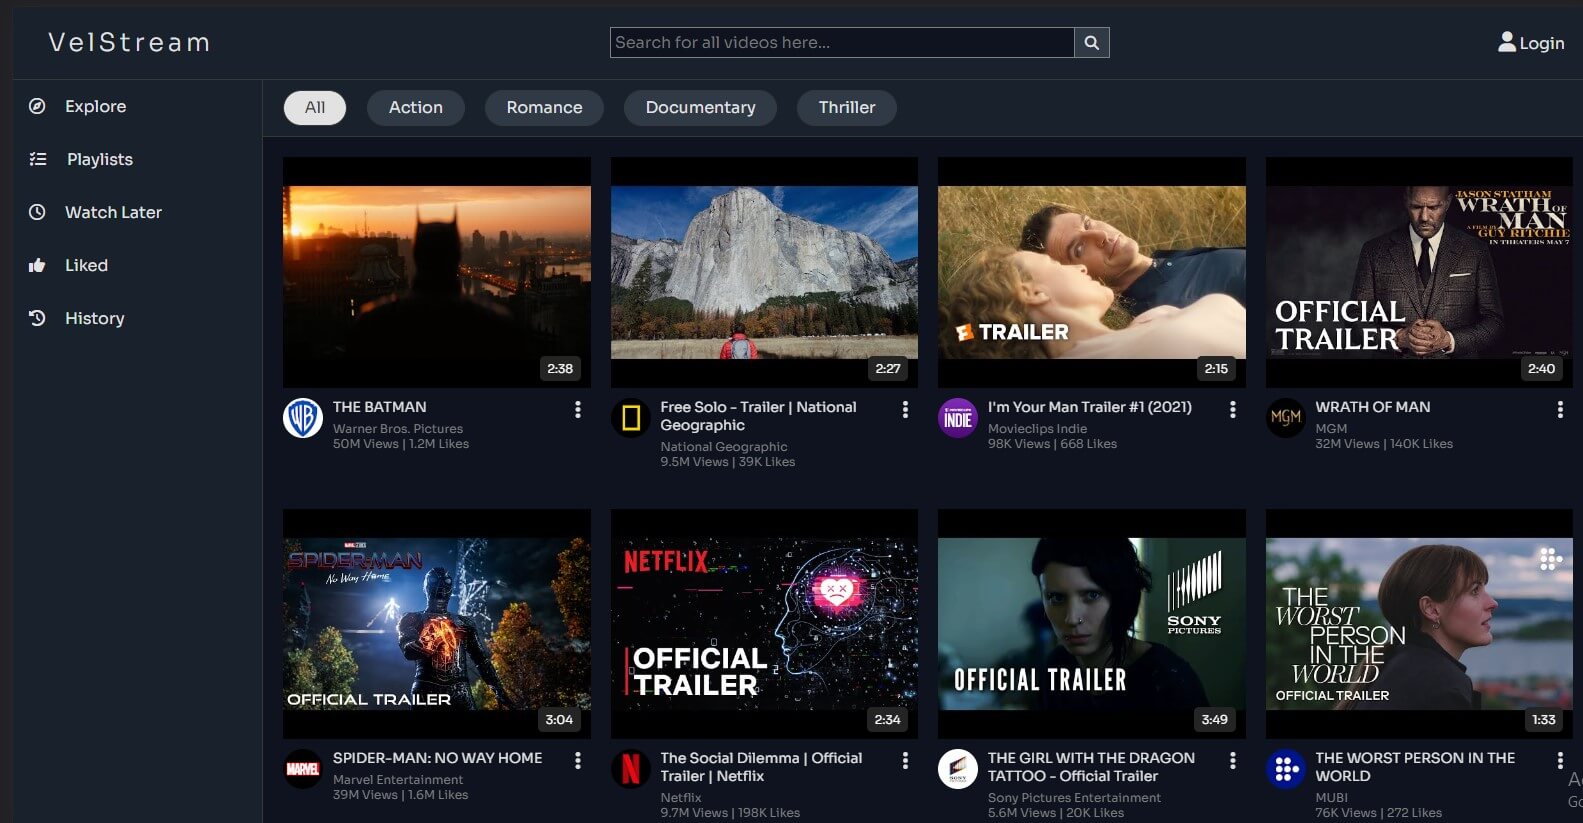 VelStream
Search for all videos here...
Login
Explore
Playlists
Watch Later
Liked
History
All
Action
Romance
Documentary
Thriller
2:38
2:27
TRAILER
2:15
JASON STATHAM
WRATH OF
MAN
A FILM BY
GUY RITCHIE
IN THEATERS MAY 7
OFFICIAL
TRAILER
2:40
WB
THE BATMAN
Warner Bros. Pictures
50M Views | 1.2M Likes
Free Solo - Trailer | National
Geographic
National Geographic
9.5M Views | 39K Likes
INDIE
I'm Your Man Trailer #1 (2021)
Movieclips Indie
98K Views | 668 Likes
MGM
WRATH OF MAN
MGM
32M Views | 140K Likes
SPIDER-MAN
No Way Home
OFFICIAL TRAILER
3:04
NETFLIX
OFFICIAL
TRAILER
2:34
SONY
PICTURES
OFFICIAL TRAILER
3:49
THE
WORST
PERSON
IN THE
WORLD
OFFICIAL TRAILER
1:33
MARVEL
SPIDER-MAN: NO WAY HOME
Marvel Entertainment
39M Views | 1.6M Likes
N
The Social Dilemma | Official
Trailer | Netflix
Netflix
9.7M Views | 198K Likes
SONY
THE GIRL WITH THE DRAGON
TATTOO - Official Trailer
Sony Pictures Entertainment
5.6M Views | 20K Likes
THE WORST PERSON IN THE
WORLD
MUBI
76K Views | 272 Likes